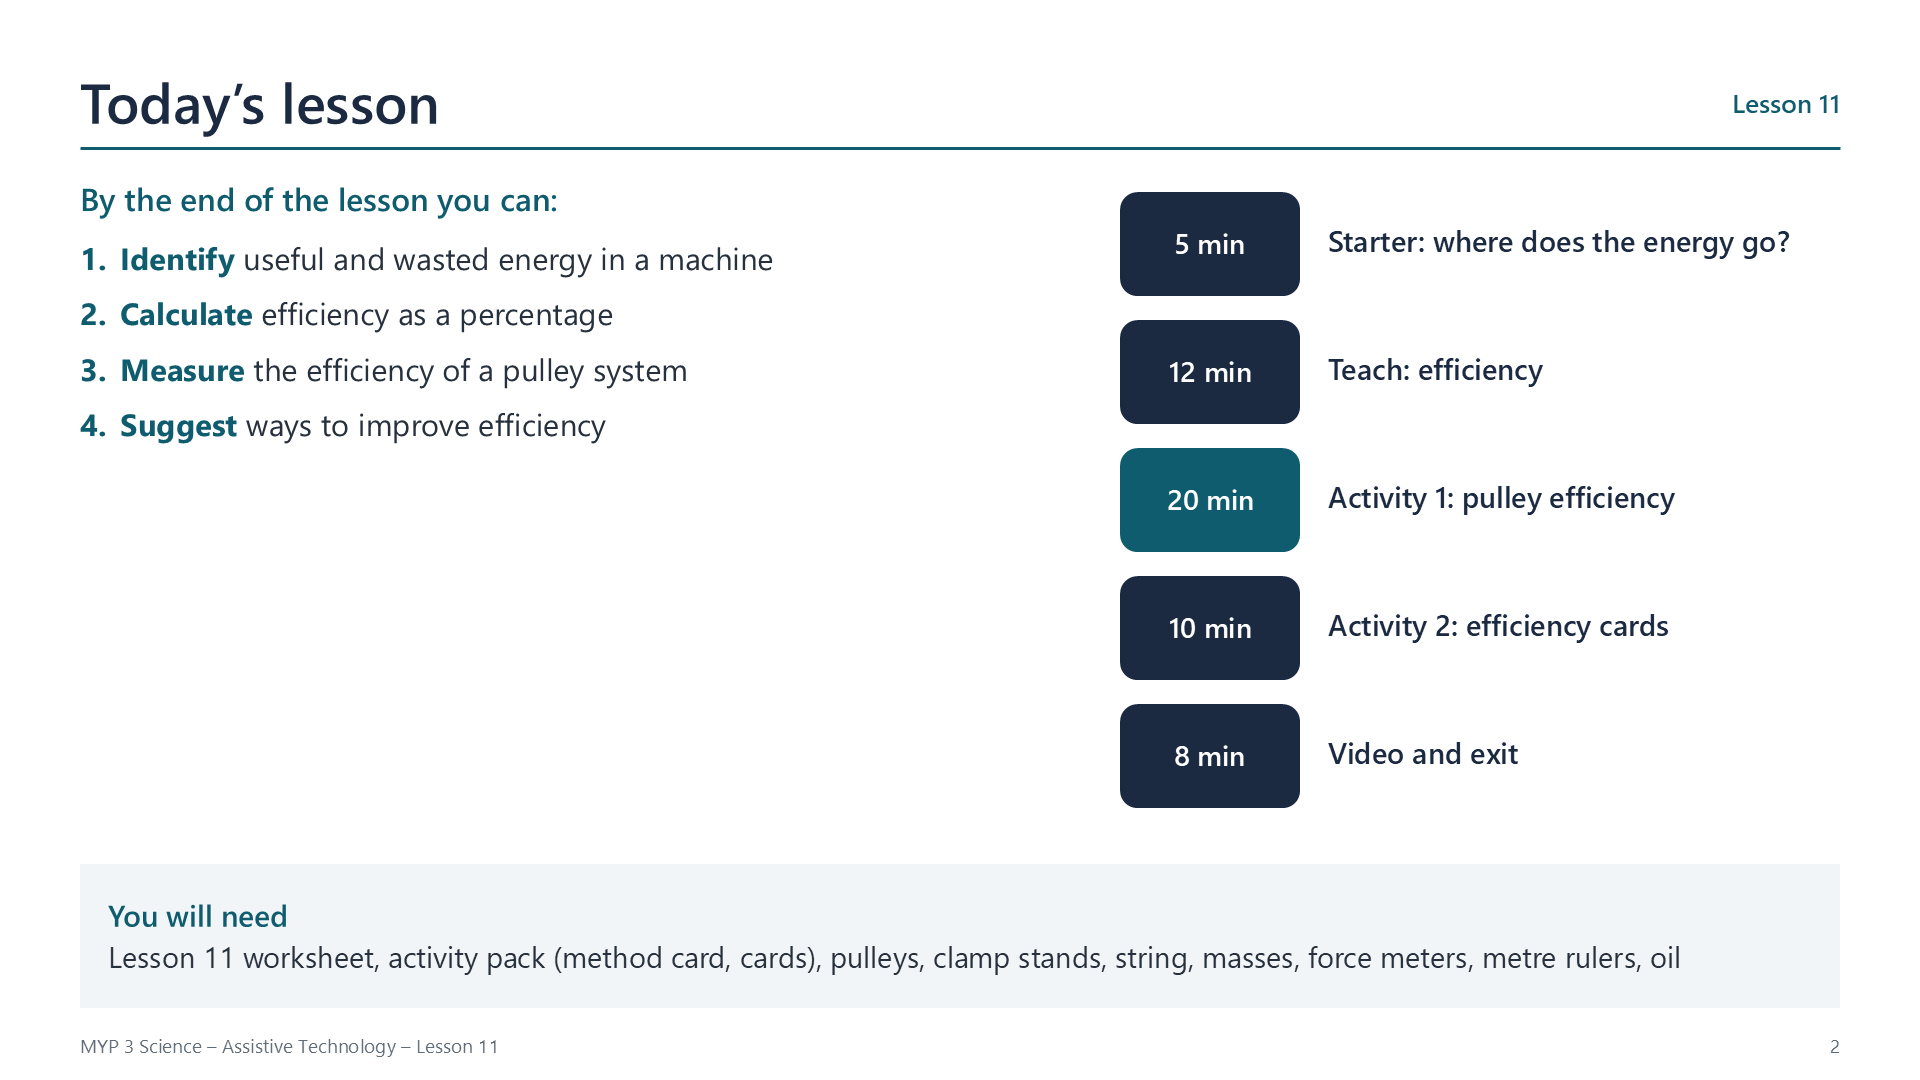 Today’s lesson
Lesson 11
By the end of the lesson you can:
1. Identify useful and wasted energy in a machine
2. Calculate efficiency as a percentage
3. Measure the efficiency of a pulley system
4. Suggest ways to improve efficiency
5 min
Starter: where does the energy go?
12 min
Teach: efficiency
20 min
Activity 1: pulley efficiency
10 min
Activity 2: efficiency cards
8 min
Video and exit
You will need
Lesson 11 worksheet, activity pack (method card, cards), pulleys, clamp stands, string, masses, force meters, metre rulers, oil
MYP 3 Science – Assistive Technology – Lesson 11
2